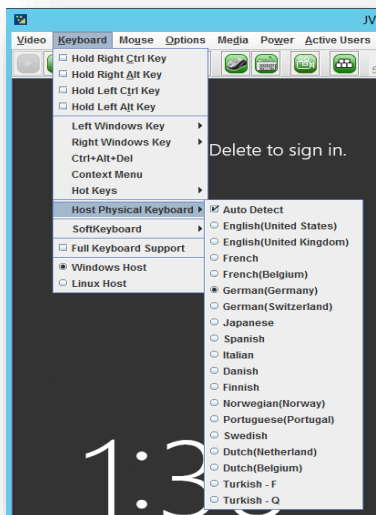 JV
Video Keyboard Mouse Options Media Power Active Users
Hold Right Ctrl Key
Hold Right Alt Key
Hold Left Ctrl Key
Hold Left Alt Key
Left Windows Key
Right Windows Key
Ctrl+Alt+Del
Context Menu
Hot Keys
Host Physical Keyboard
SoftKeyboard
Full Keyboard Support
Windows Host
Linux Host
Delete to sign in.
Auto Detect
English(United States)
English(United Kingdom)
French
French(Belgium)
German(Germany)
German(Switzerland)
Japanese
Spanish
Italian
Danish
Finnish
Norwegian(Norway)
Portuguese(Portugal)
Swedish
Dutch(Netherland)
Dutch(Belgium)
Turkish - F
Turkish - Q